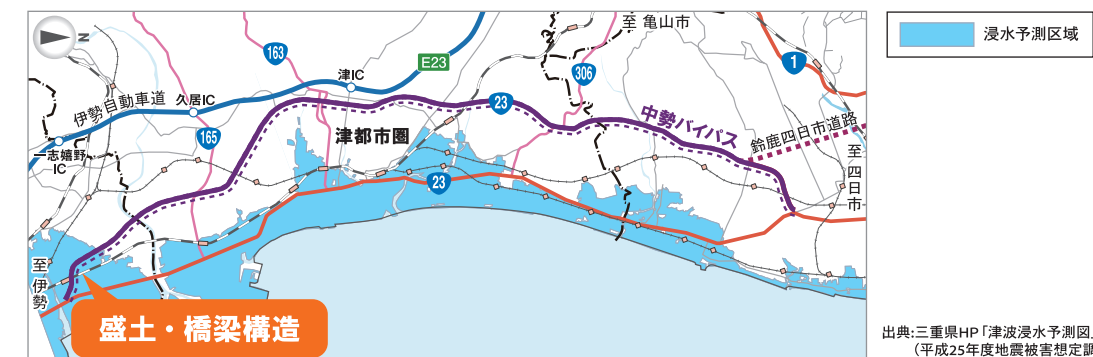 至 亀山市
浸水予測区域
N
163
E23
1
津IC
306
伊勢自動車道
久居IC
23
中勢バイパス
鈴鹿四日市道路
165
津都市圏
一志嬉野
IC
至四日市
23
至伊勢
盛土・橋梁構造
出典:三重県HP「津波浸水予測図」
(平成25年度地震被害想定調